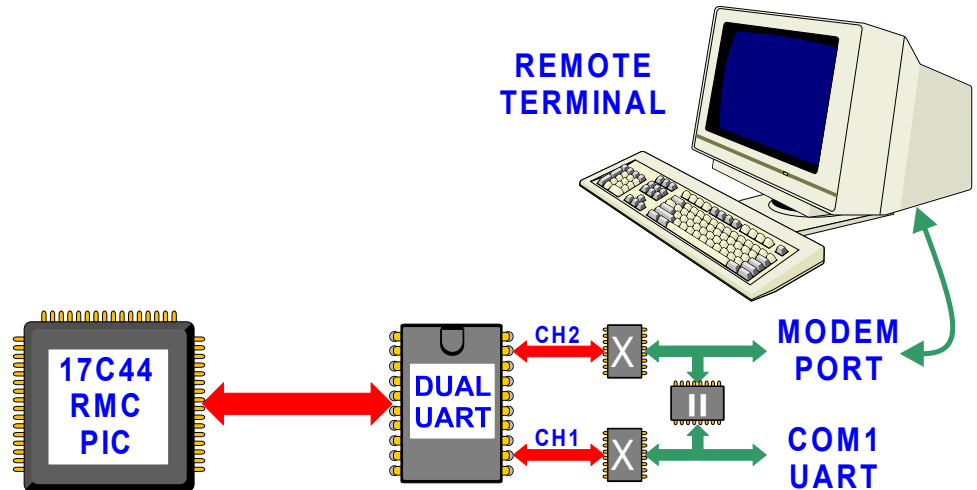 REMOTE
TERMINAL
17C44
RMC
PIC
DUAL
UART
CH2
X
MODEM
PORT
II
CH1
X
COM1
UART